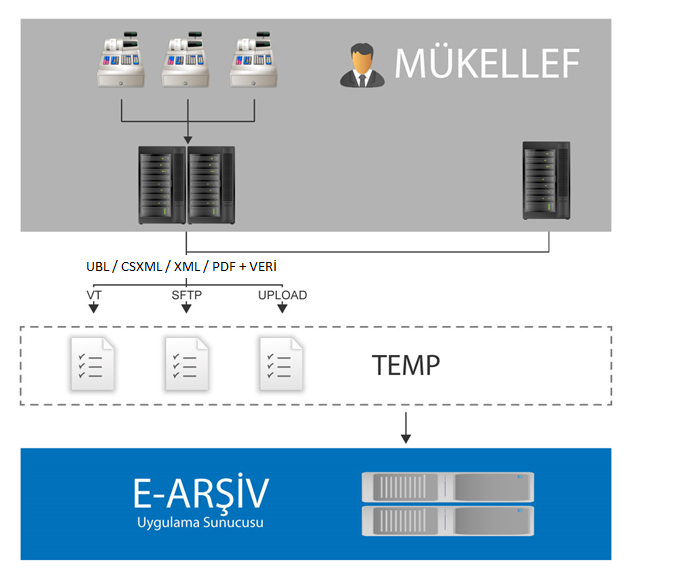 MÜKELLEF
UBL / CSXML / XML / PDF + VERİ
VT SFTP UPLOAD
TEMP
E-ARŞİV
Uygulama Sunucusu